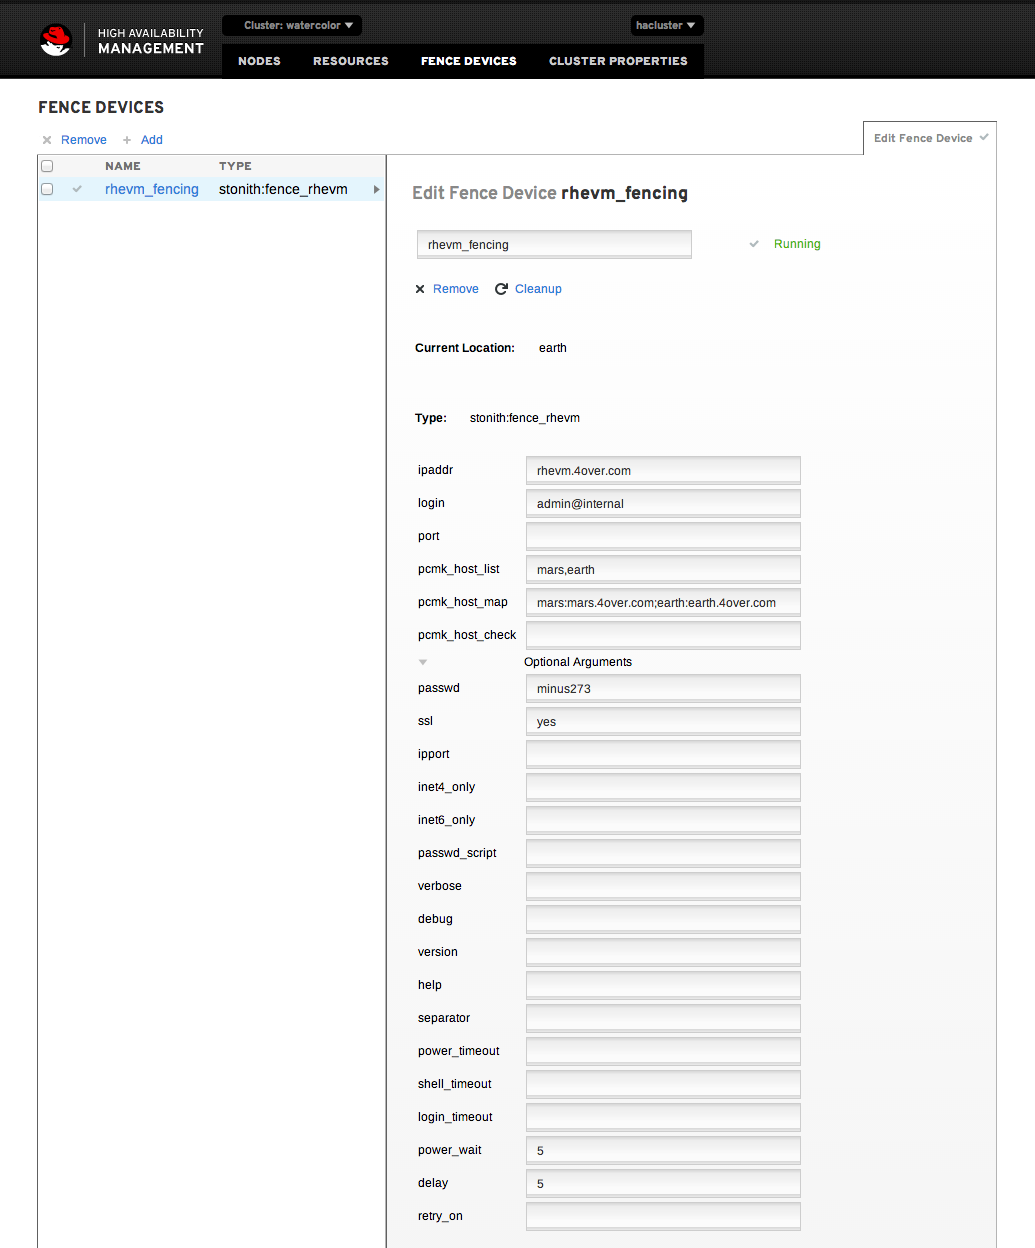 HIGH AVAILABILITY
MANAGEMENT
Cluster: watercolor
hacluster
NODES RESOURCES FENCE DEVICES CLUSTER PROPERTIES
FENCE DEVICES
Remove Add
Edit Fence Device
NAME TYPE
rhevm_fencing stonith:fence_rhevm
Edit Fence Device rhevm_fencing
rhevm_fencing Running
Remove Cleanup
Current Location: earth
Type: stonith:fence_rhevm
ipaddr rhevm.4over.com
login admin@internal
port
pcmk_host_list mars,earth
pcmk_host_map mars:mars.4over.com;earth:earth.4over.com
pcmk_host_check
Optional Arguments
passwd minus273
ssl yes
ipport
inet4_only
inet6_only
passwd_script
verbose
debug
version
help
separator
power_timeout
shell_timeout
login_timeout
power_wait 5
delay 5
retry_on